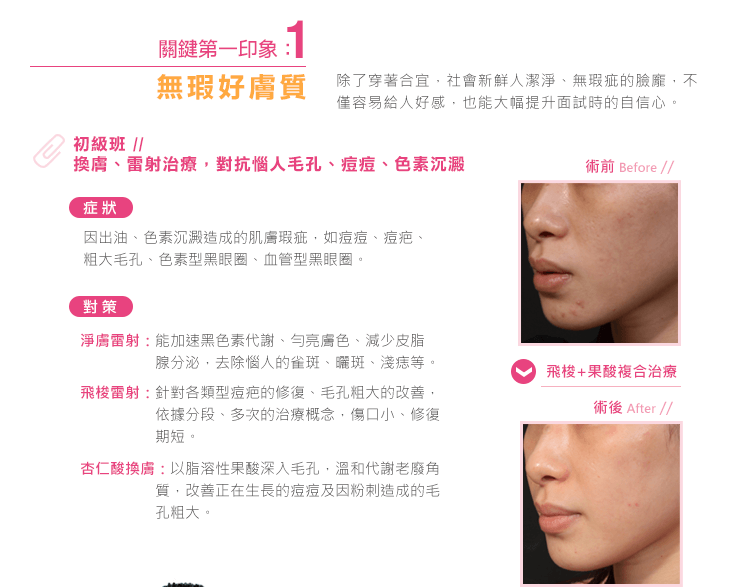 關鍵第一印象：1
無瑕好膚質
除了穿著合宜，社會新鮮人潔淨、無瑕疵的臉龐，不
僅容易給人好感，也能大幅提升面試時的自信心。
初級班 //
換膚、雷射治療，對抗惱人毛孔、痘痘、色素沉澱
症狀
因出油、色素沉澱造成的肌膚瑕疵，如痘痘、痘疤、
粗大毛孔、色素型黑眼圈、血管型黑眼圈。
對策
淨膚雷射：能加速黑色素代謝、勻亮膚色、減少皮脂
腺分泌，去除惱人的雀斑、曬斑、淺痣等。
飛梭雷射：針對各類型痘疤的修復、毛孔粗大的改善，
依據分段、多次的治療概念，傷口小、修復
期短。
杏仁酸換膚：以脂溶性果酸深入毛孔，溫和代謝老廢角
質，改善正在生長的痘痘及因粉刺造成的毛
孔粗大。
術前 Before //
飛梭+果酸複合治療
術後 After //